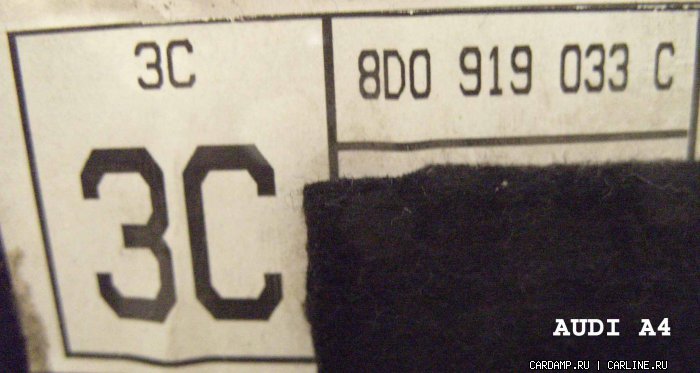 3C
8D0 919 033 C
3C
AUDI A4
CARDAMP.RU | CARLINE.RU